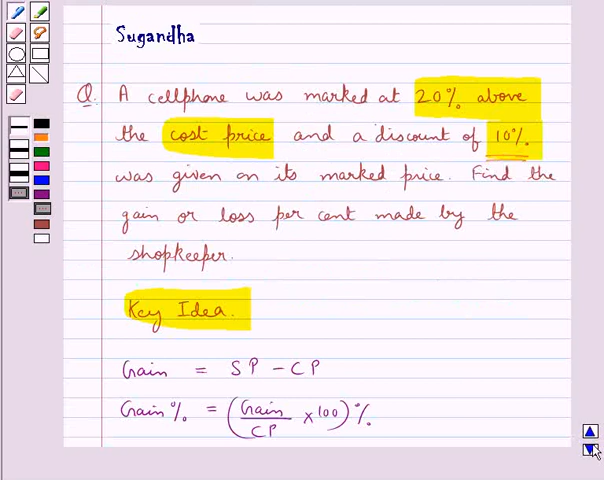 Sugandha
Q. A cellphone was marked at 20% above
the cost price and a discount of 10%
was given on its marked price. Find the
gain or loss per cent made by the
shopkeeper.
Key Idea.
Gain = SP - CP
Gain % = (Gain/CP × 100) %